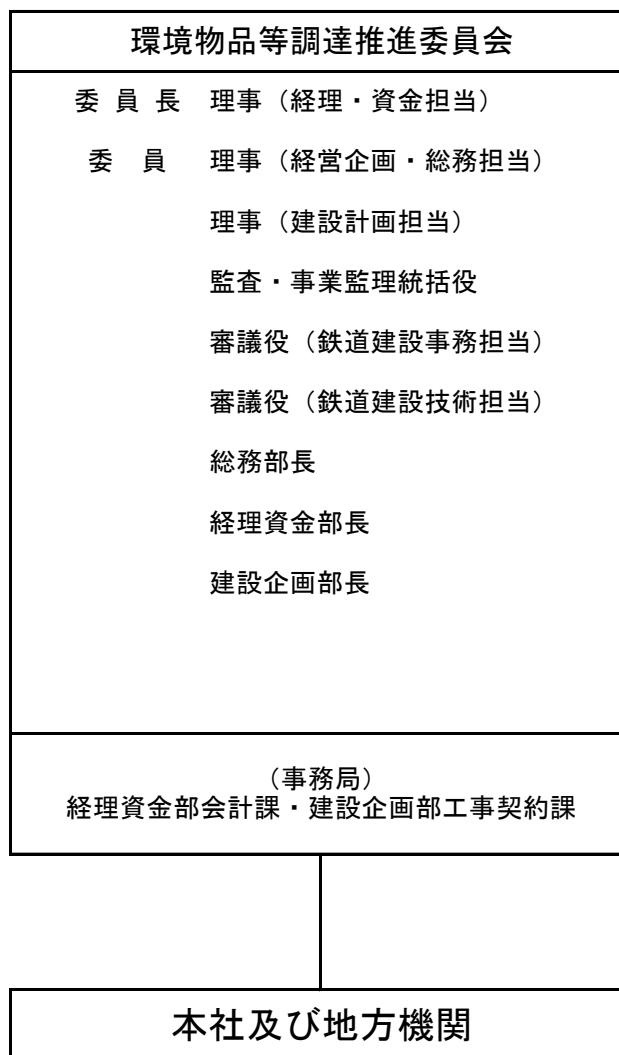 環境物品等調達推進委員会
委 員 長　理事（経理・資金担当）
委　員　理事（経営企画・総務担当）
理事（建設計画担当）
監査・事業監理統括役
審議役（鉄道建設事務担当）
審議役（鉄道建設技術担当）
総務部長
経理資金部長
建設企画部長
（事務局）
経理資金部会計課・建設企画部工事契約課
本社及び地方機関